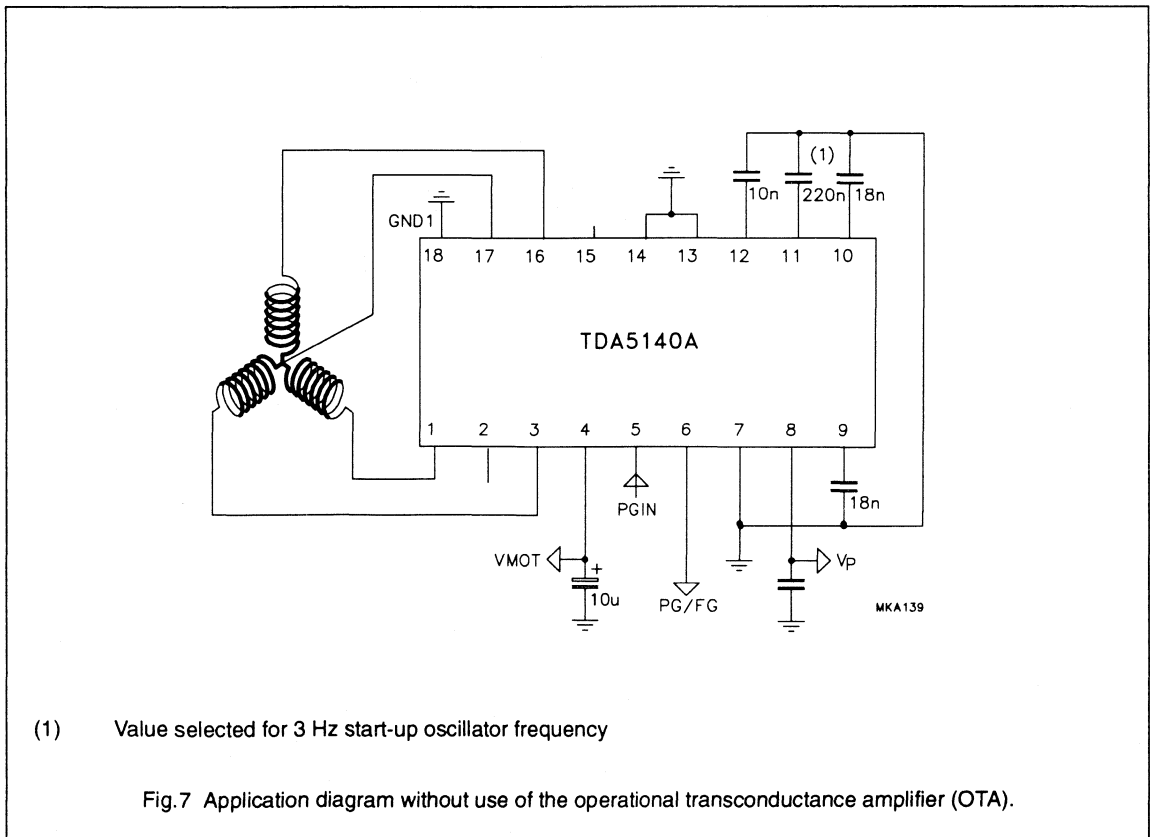 (1)
10n 220n 18n
GND1
18 17 16 15 14 13 12 11 10
TDA5140A
1 2 3 4 5 6 7 8 9
18n
PGIN
VMOT
+
10u
PG/FG
VP
MKA139
(1) Value selected for 3 Hz start-up oscillator frequency
Fig.7 Application diagram without use of the operational transconductance amplifier (OTA).